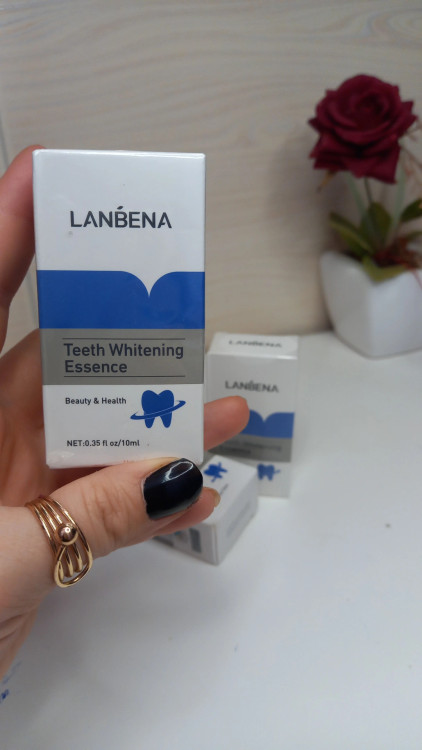 LANBENA
Teeth Whitening
Essence
Beauty & Health
NET:0.35 fl oz/10ml
LANBENA